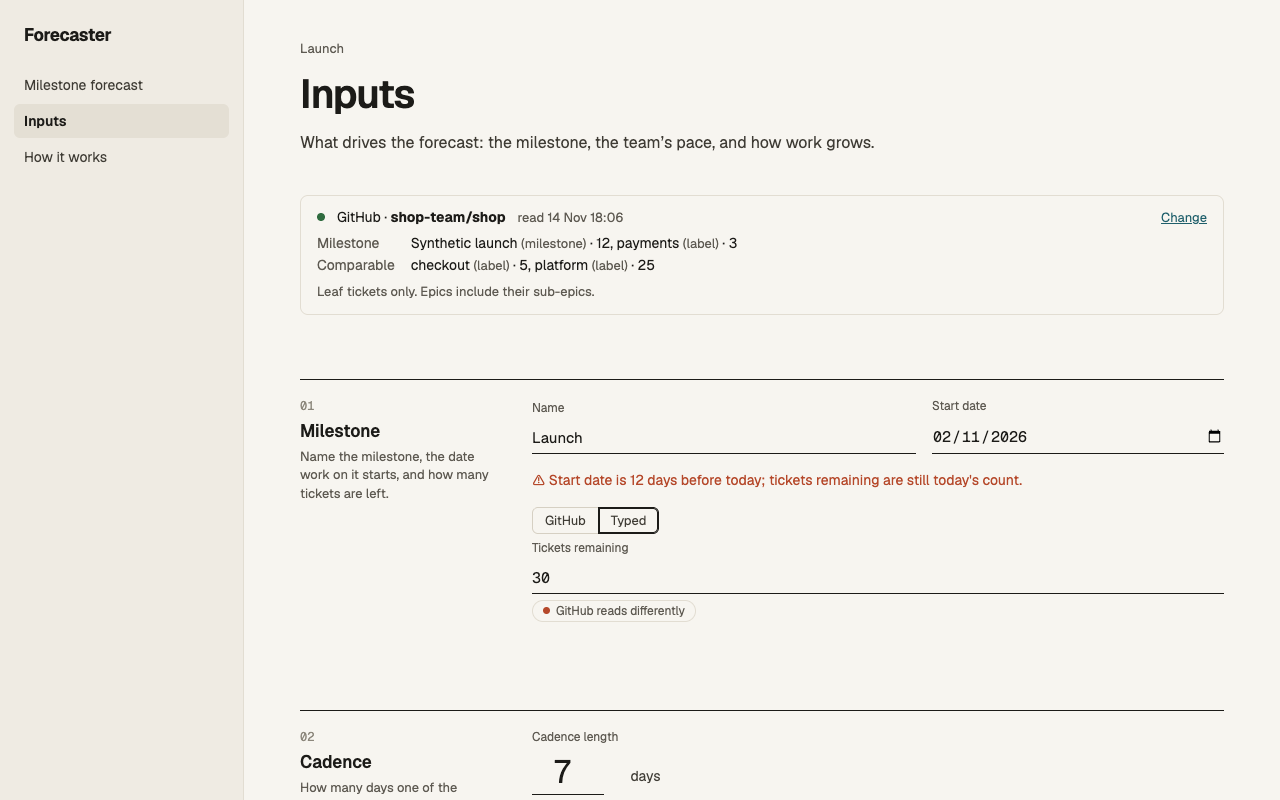 Forecaster
Milestone forecast
Inputs
How it works
Launch
Inputs
What drives the forecast: the milestone, the team’s pace, and how work grows.
GitHub · shop-team/shop read 14 Nov 18:06
Change
Milestone Synthetic launch (milestone) · 12, payments (label) · 3
Comparable checkout (label) · 5, platform (label) · 25
Leaf tickets only. Epics include their sub-epics.
01
Milestone
Name the milestone, the date
work on it starts, and how many
tickets are left.
Name
Launch
Start date
02/11/2026
Start date is 12 days before today; tickets remaining are still today's count.
GitHub Typed
Tickets remaining
30
GitHub reads differently
02
Cadence
How many days one of the
Cadence length
7 days